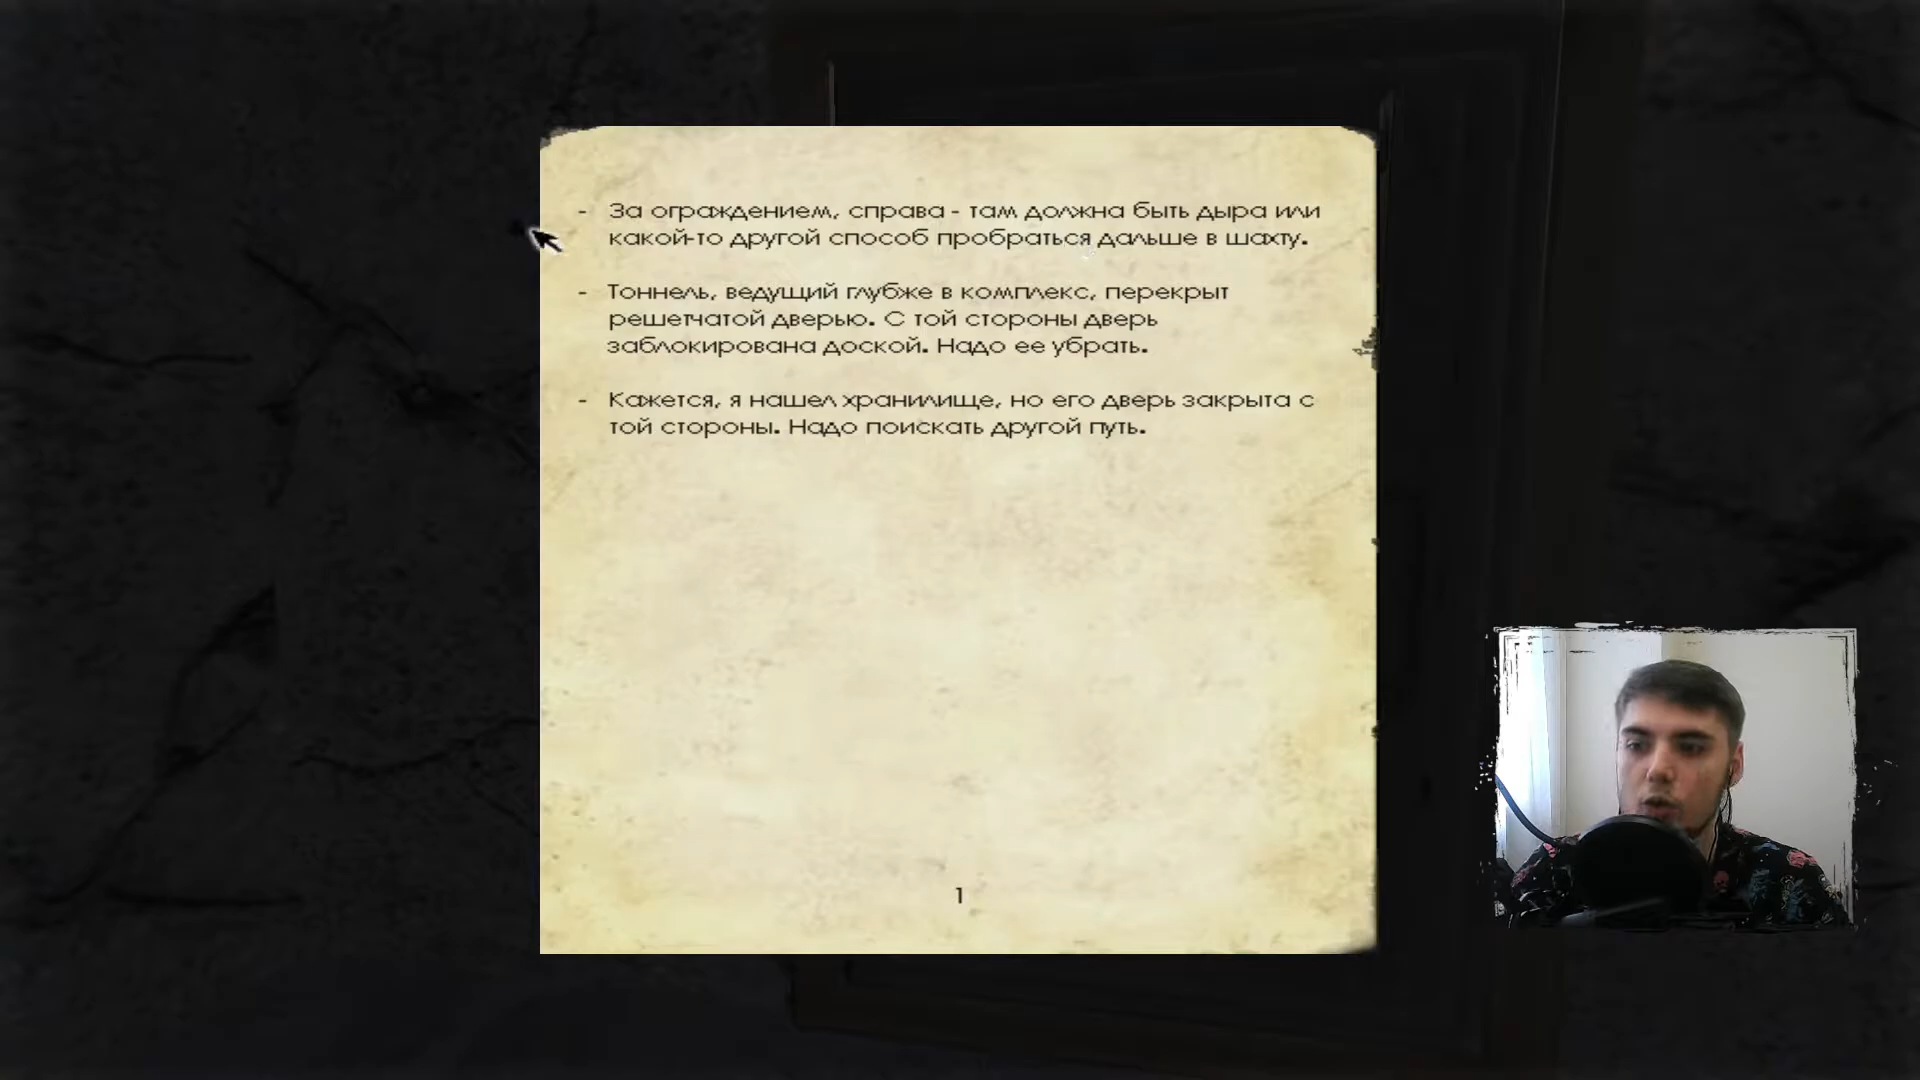 - За ограждением, справа - там должна быть дыра или
какой-то другой способ пробраться дальше в шахту.
- Тоннель, ведущий глубже в комплекс, перекрыт
решетчатой дверью. С той стороны дверь
заблокирована доской. Надо ее убрать.
- Кажется, я нашел хранилище, но его дверь закрыта с
той стороны. Надо поискать другой путь.
1